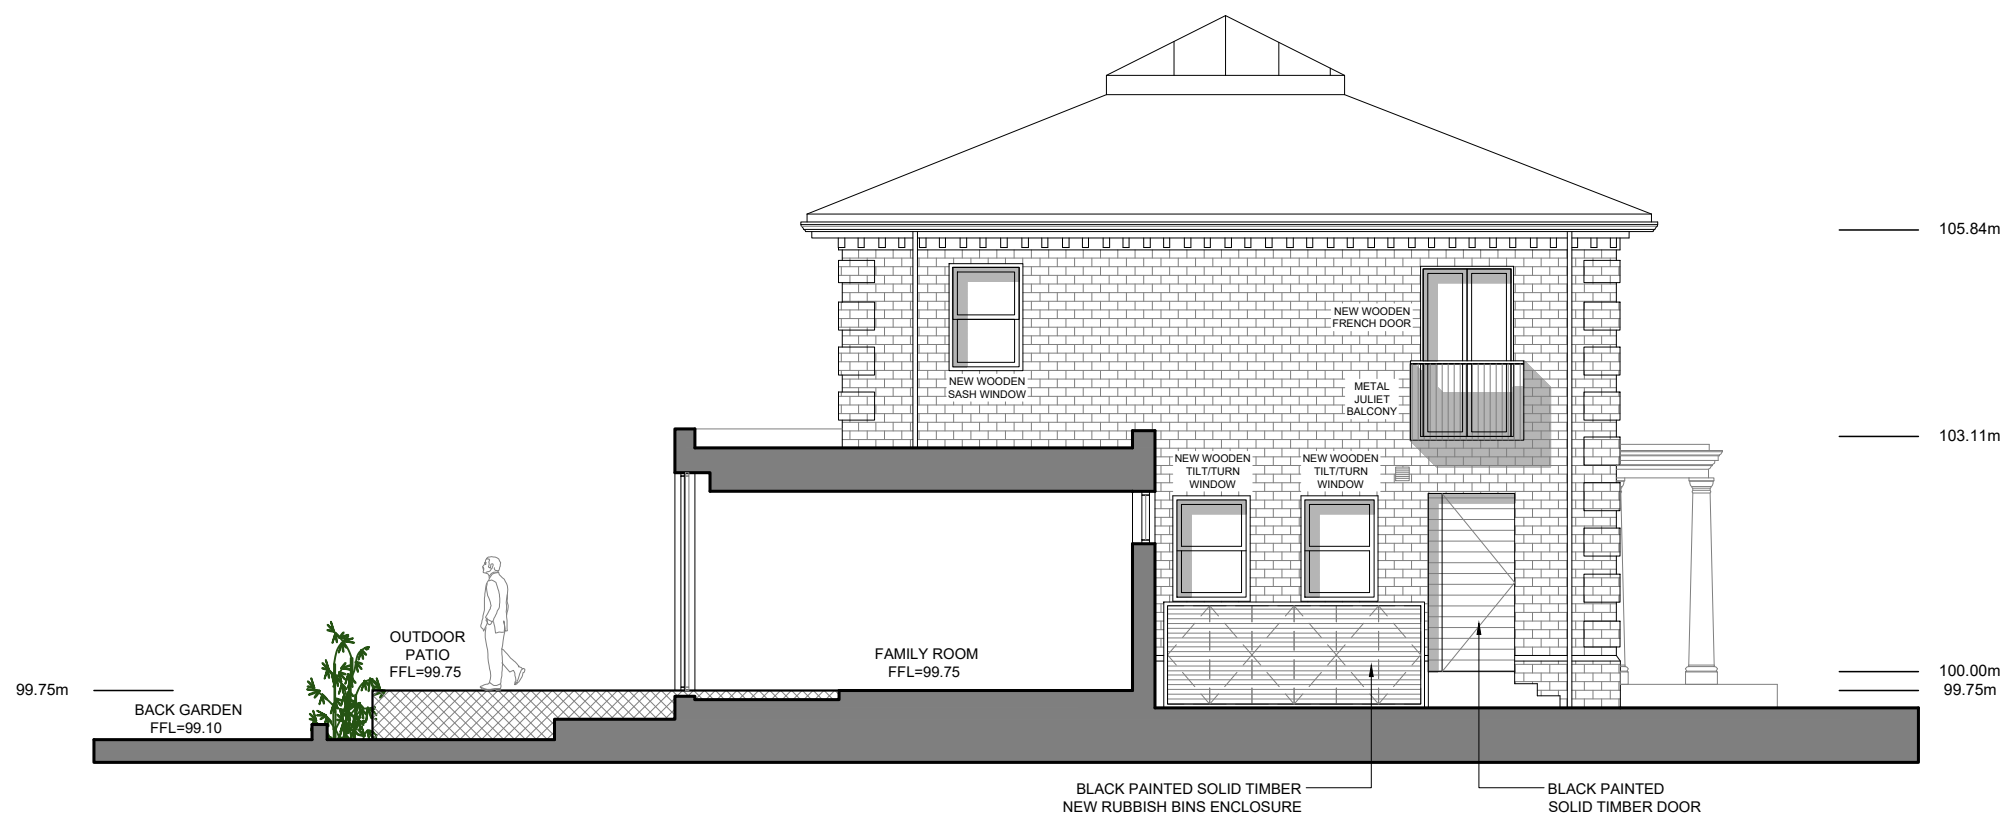 105.84m
NEW WOODEN
FRENCH DOOR
NEW WOODEN
SASH WINDOW
METAL
JULIET
BALCONY
103.11m
NEW WOODEN
TILT/TURN
WINDOW
NEW WOODEN
TILT/TURN
WINDOW
OUTDOOR
PATIO
FFL=99.75
FAMILY ROOM
FFL=99.75
100.00m
99.75m
99.75m
BACK GARDEN
FFL=99.10
BLACK PAINTED SOLID TIMBER
NEW RUBBISH BINS ENCLOSURE
BLACK PAINTED
SOLID TIMBER DOOR